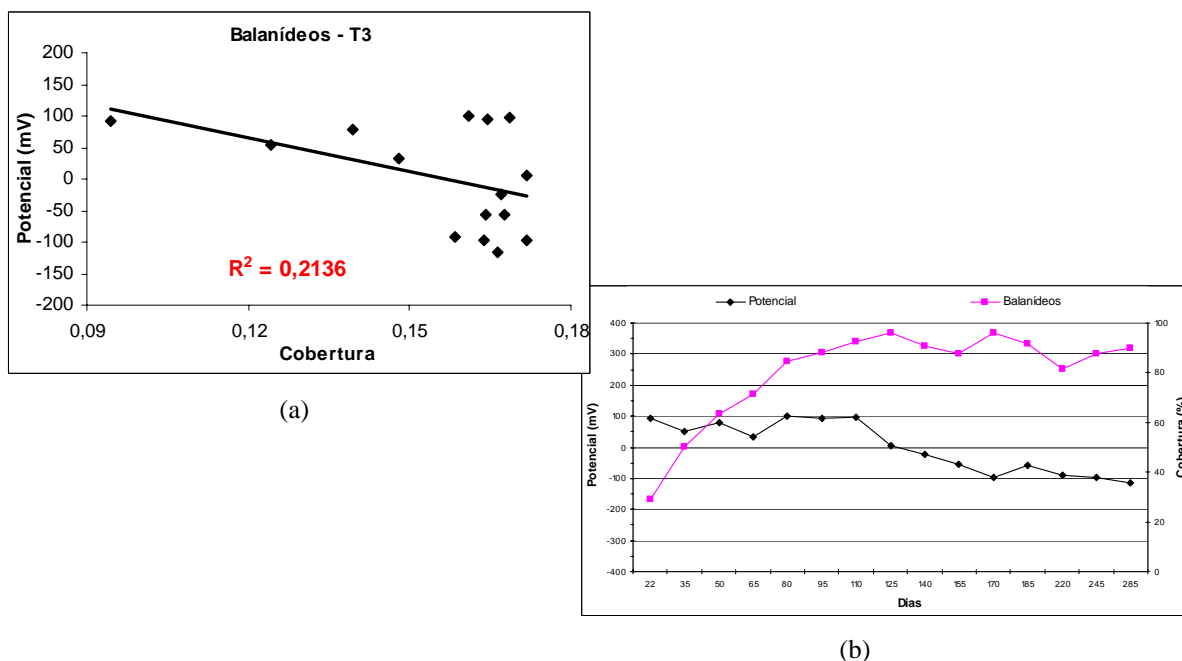 Balanídeos - T3
Potencial (mV)
200
150
100
50
0
-50
-100
-150
-200
R² = 0,2136
0,09 0,12 0,15 0,18
Cobertura
(a)
Potencial Balanídeos
Potencial (mV)
400
300
200
100
0
-100
-200
-300
-400
100
80
60
40
20
0
Cobertura (%)
22 35 50 65 80 95 110 125 140 155 170 185 220 245 285
Dias
(b)